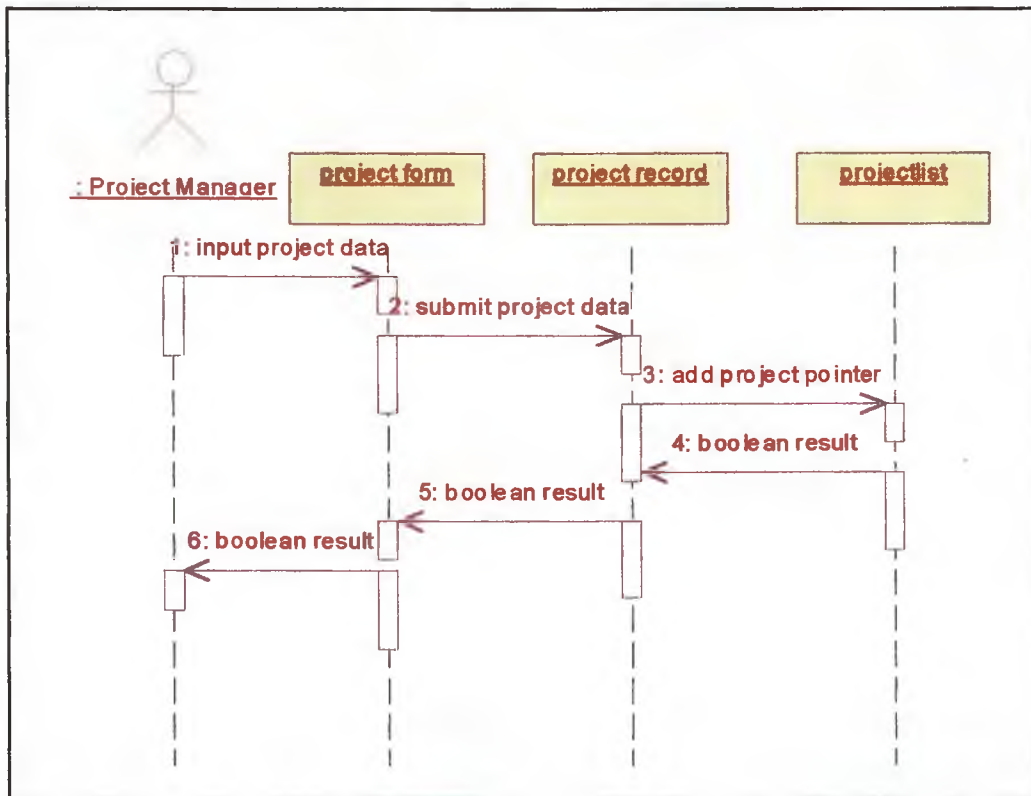 : Project Manager
project form
project record
projectlist
1: input project data
2: submit project data
3: add project pointer
4: boolean result
5: boolean result
6: boolean result